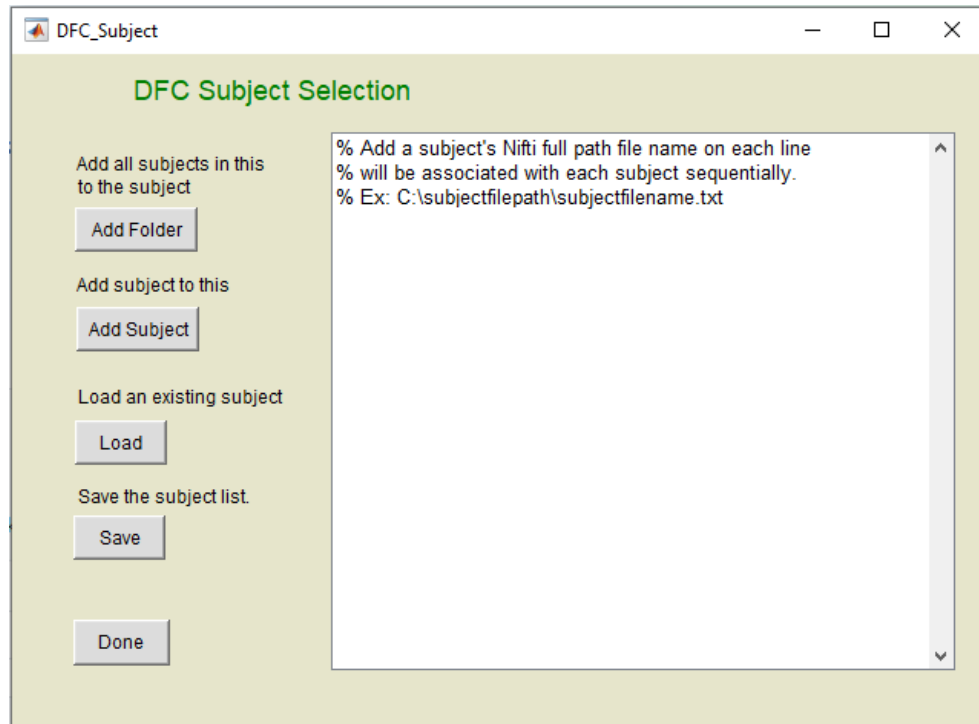 DFC_Subject
DFC Subject Selection
Add all subjects in this
to the subject
Add Folder
Add subject to this
Add Subject
Load an existing subject
Load
Save the subject list.
Save
Done
% Add a subject's Nifti full path file name on each line
% will be associated with each subject sequentially.
% Ex: C:\subjectfilepath\subjectfilename.txt